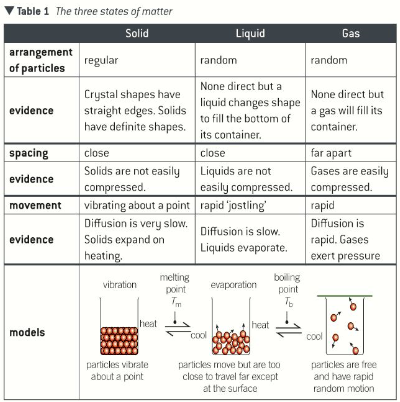 ▼ Table 1 The three states of matter
Solid Liquid Gas
arrangement
of particles
regular random random
evidence
Crystal shapes have
straight edges. Solids
have definite shapes.
None direct but a
liquid changes shape
to fill the bottom of
its container.
None direct but
a gas will fill its
container.
spacing close close far apart
evidence
Solids are not easily
compressed.
Liquids are not
easily compressed.
Gases are easily
compressed.
movement vibrating about a point rapid 'jostling' rapid
evidence
Diffusion is very slow.
Solids expand on
heating.
Diffusion is slow.
Liquids evaporate.
Diffusion is
rapid. Gases
exert pressure
models
vibration
melting
point
Tm
heat
cool
evaporation
boiling
point
Tb
heat
cool
particles vibrate
about a point
particles move but are too
close to travel far except
at the surface
particles are free
and have rapid
random motion